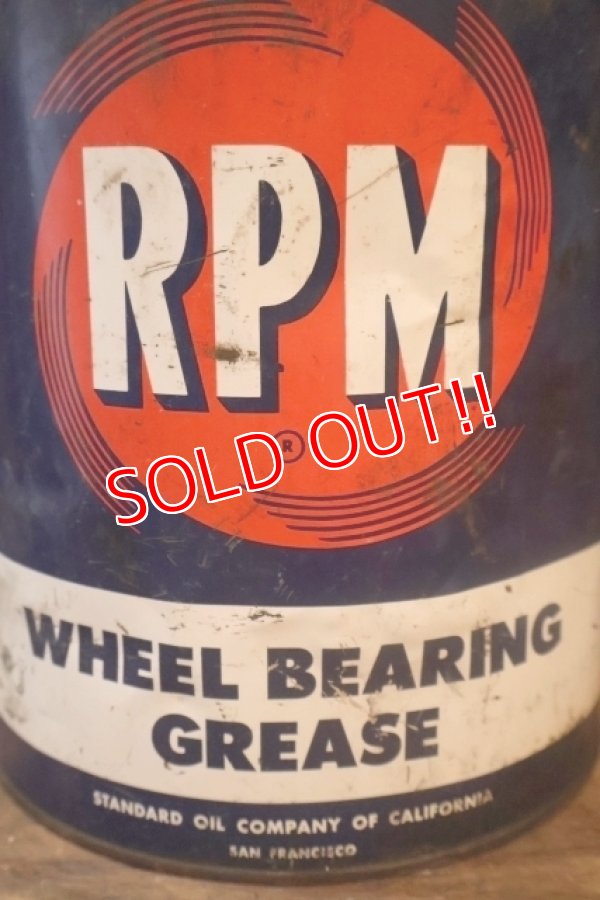 RPM
R
SOLD OUT!!
WHEEL BEARING
GREASE
STANDARD OIL COMPANY OF CALIFORNIA
SAN FRANCISCO